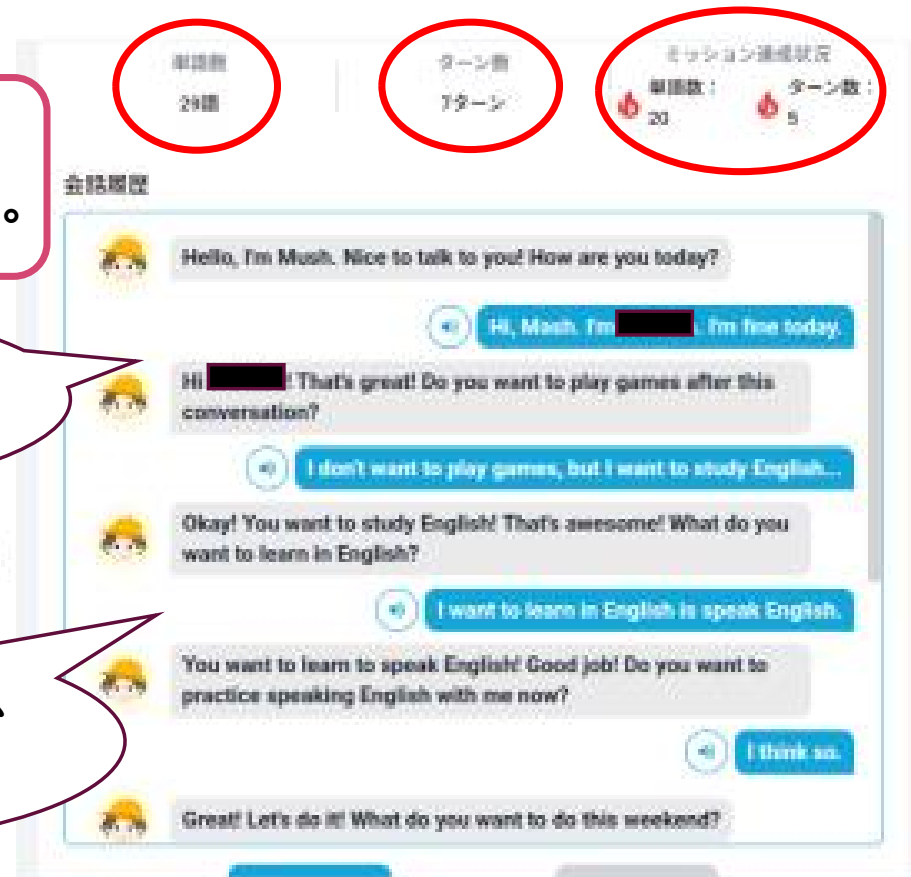 単語数
29語
ターン数
7ターン
ミッション達成状況
単語数：
20
ターン数：
5
。
会話履歴
Hello, I'm Mush. Nice to talk to you! How are you today?
Hi, Mush. I'm . I'm fine today.
Hi ! That's great! Do you want to play games after this
conversation?
I don't want to play games, but I want to study English...
Okay! You want to study English! That's awesome! What do you
want to learn in English?
I want to learn in English is speak English.
You want to learn to speak English! Good job! Do you want to
practice speaking English with me now?
、
I think so.
Great! Let's do it! What do you want to do this weekend?